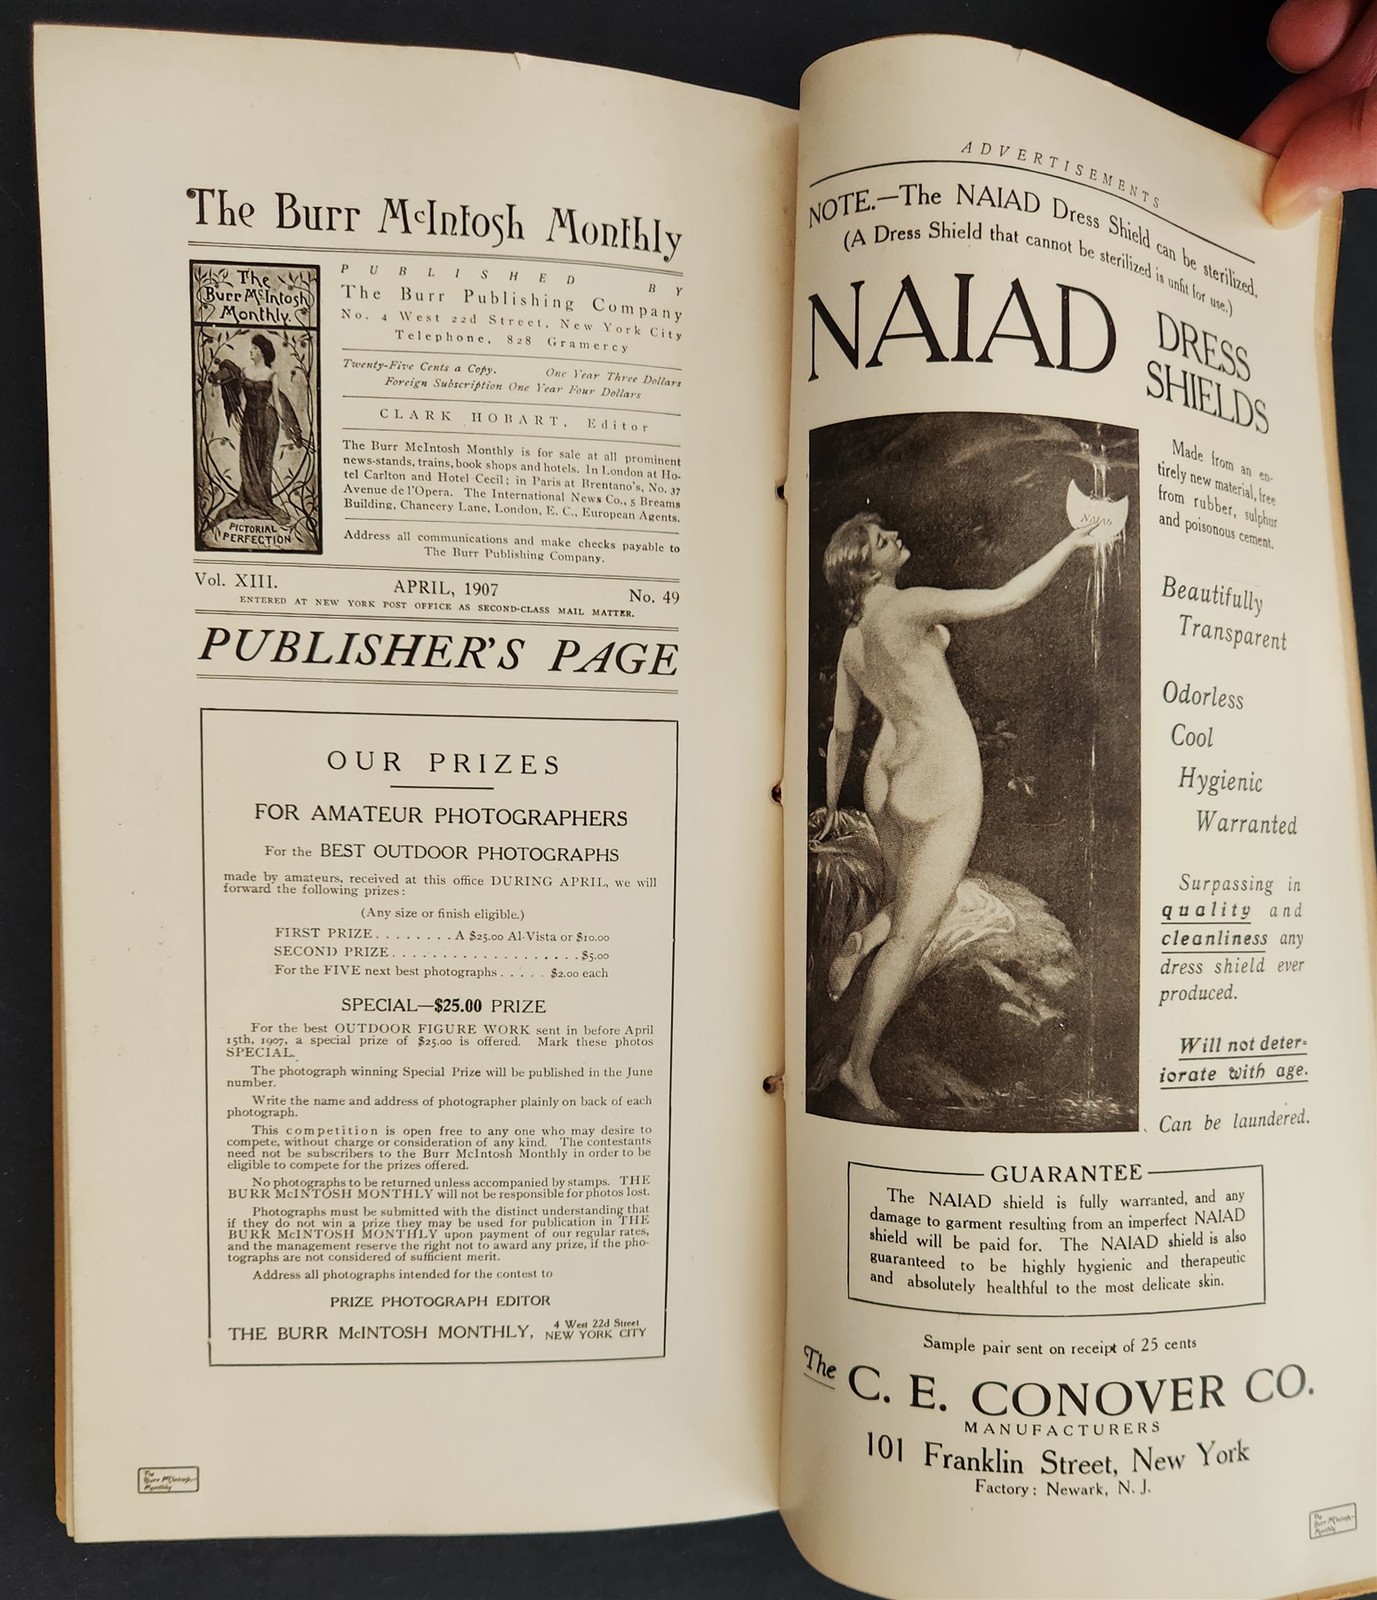 The Burr McIntosh Monthly
The
Burr McIntosh
Monthly.
PICTORIAL
PERFECTION
PUBLISHED BY
The Burr Publishing Company
No. 4 West 22d Street, New York City
Telephone, 828 Gramercy
Twenty-Five Cents a Copy. One Year Three Dollars
Foreign Subscription One Year Four Dollars
CLARK HOBART, Editor
The Burr McIntosh Monthly is for sale at all prominent
news-stands, trains, book shops and hotels. In London at Ho-
tel Carlton and Hotel Cecil; in Paris at Brentano's, No. 37
Avenue de l'Opera. The International News Co., 5 Breams
Building, Chancery Lane, London, E. C., European Agents.
Address all communications and make checks payable to
The Burr Publishing Company.
Vol. XIII. APRIL, 1907 No. 49
ENTERED AT NEW YORK POST OFFICE AS SECOND-CLASS MAIL MATTER.
PUBLISHER'S PAGE
OUR PRIZES
FOR AMATEUR PHOTOGRAPHERS
For the BEST OUTDOOR PHOTOGRAPHS
made by amateurs, received at this office DURING APRIL, we will
forward the following prizes:
(Any size or finish eligible.)
FIRST PRIZE........A $25.00 Al-Vista or $10.00
SECOND PRIZE...................$5.00
For the FIVE next best photographs.....$2.00 each
SPECIAL—$25.00 PRIZE
For the best OUTDOOR FIGURE WORK sent in before April
15th, 1907, a special prize of $25.00 is offered. Mark these photos
SPECIAL.
The photograph winning Special Prize will be published in the June
number.
Write the name and address of photographer plainly on back of each
photograph.
This competition is open free to any one who may desire to
compete, without charge or consideration of any kind. The contestants
need not be subscribers to the Burr McIntosh Monthly in order to be
eligible to compete for the prizes offered.
No photographs to be returned unless accompanied by stamps. THE
BURR McINTOSH MONTHLY will not be responsible for photos lost.
Photographs must be submitted with the distinct understanding that
if they do not win a prize they may be used for publication in THE
BURR McINTOSH MONTHLY upon payment of our regular rates,
and the management reserve the right not to award any prize, if the pho-
tographs are not considered of sufficient merit.
Address all photographs intended for the contest to
PRIZE PHOTOGRAPH EDITOR
THE BURR McINTOSH MONTHLY, 4 West 22d Street
NEW YORK CITY
The
Burr McIntosh
Monthly
ADVERTISEMENTS
NOTE.—The NAIAD Dress Shield can be sterilized.
(A Dress Shield that cannot be sterilized is unfit for use.)
NAIAD
DRESS
SHIELDS
NAIAD
Made from an en-
tirely new material, free
from rubber, sulphur
and poisonous cement.
Beautifully
Transparent
Odorless
Cool
Hygienic
Warranted
Surpassing in
quality and
cleanliness any
dress shield ever
produced.
Will not deter-
iorate with age.
Can be laundered.
GUARANTEE
The NAIAD shield is fully warranted, and any
damage to garment resulting from an imperfect NAIAD
shield will be paid for. The NAIAD shield is also
guaranteed to be highly hygienic and therapeutic
and absolutely healthful to the most delicate skin.
Sample pair sent on receipt of 25 cents
The C. E. CONOVER CO.
MANUFACTURERS
101 Franklin Street, New York
Factory: Newark, N. J.
The
Burr McIntosh
Monthly